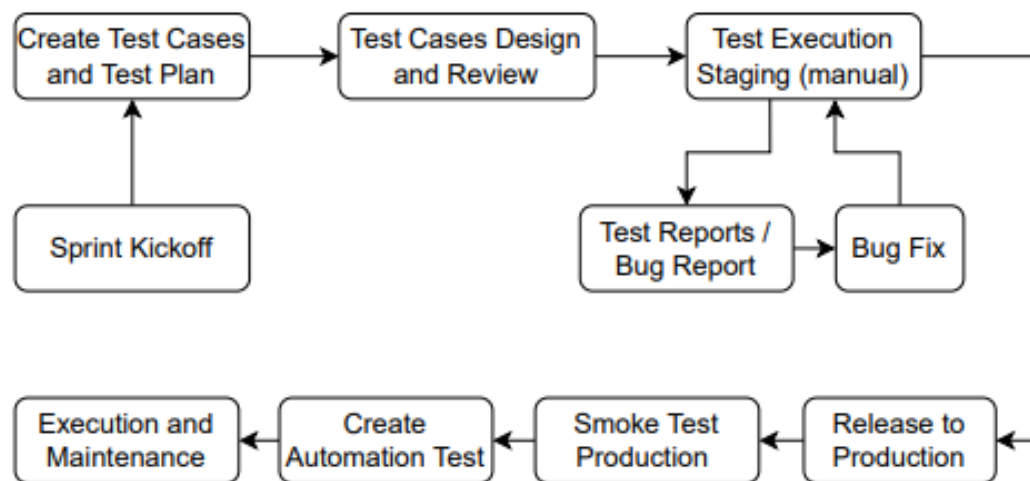 Create Test Cases
and Test Plan
Test Cases Design
and Review
Test Execution
Staging (manual)
Sprint Kickoff
Test Reports /
Bug Report
Bug Fix
Execution and
Maintenance
Create
Automation Test
Smoke Test
Production
Release to
Production